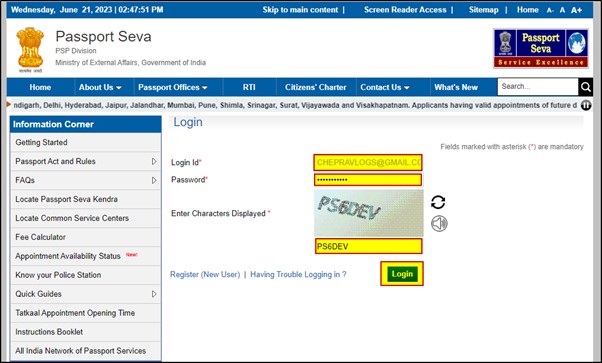 Wednesday, June 21, 2023 | 02:47:51 PM
Skip to main content | Screen Reader Access | Sitemap | Home A- A A+
Passport Seva
PSP Division
Ministry of External Affairs, Government of India
Passport
Seva
Service Excellence
Home About Us Passport Offices RTI Citizens' Charter Contact Us What's New Search...
ndigarh, Delhi, Hyderabad, Jaipur, Jalandhar, Mumbai, Pune, Shimla, Srinagar, Surat, Vijayawada and Visakhapatnam. Applicants having valid appointments of future d
Information Corner
Getting Started
Passport Act and Rules
FAQs
Locate Passport Seva Kendra
Locate Common Service Centers
Fee Calculator
Appointment Availability Status New!
Know your Police Station
Quick Guides
Tatkaal Appointment Opening Time
Instructions Booklet
All India Network of Passport Services
Login
Fields marked with asterisk (*) are mandatory
Login Id* CHEPRAVLOGS@GMAIL.CO
Password* •••••••••••
Enter Characters Displayed * PS6DEV
PS6DEV
Register (New User) | Having Trouble Logging in ? Login